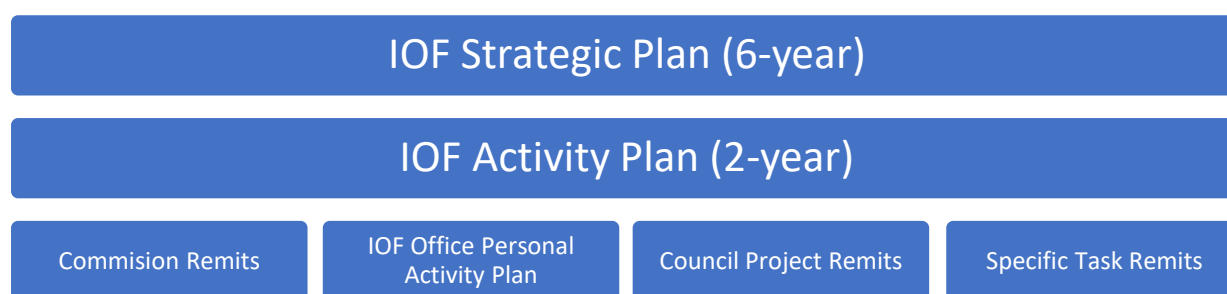 IOF Strategic Plan (6-year)
IOF Activity Plan (2-year)
Commision Remits
IOF Office Personal
Activity Plan
Council Project Remits
Specific Task Remits